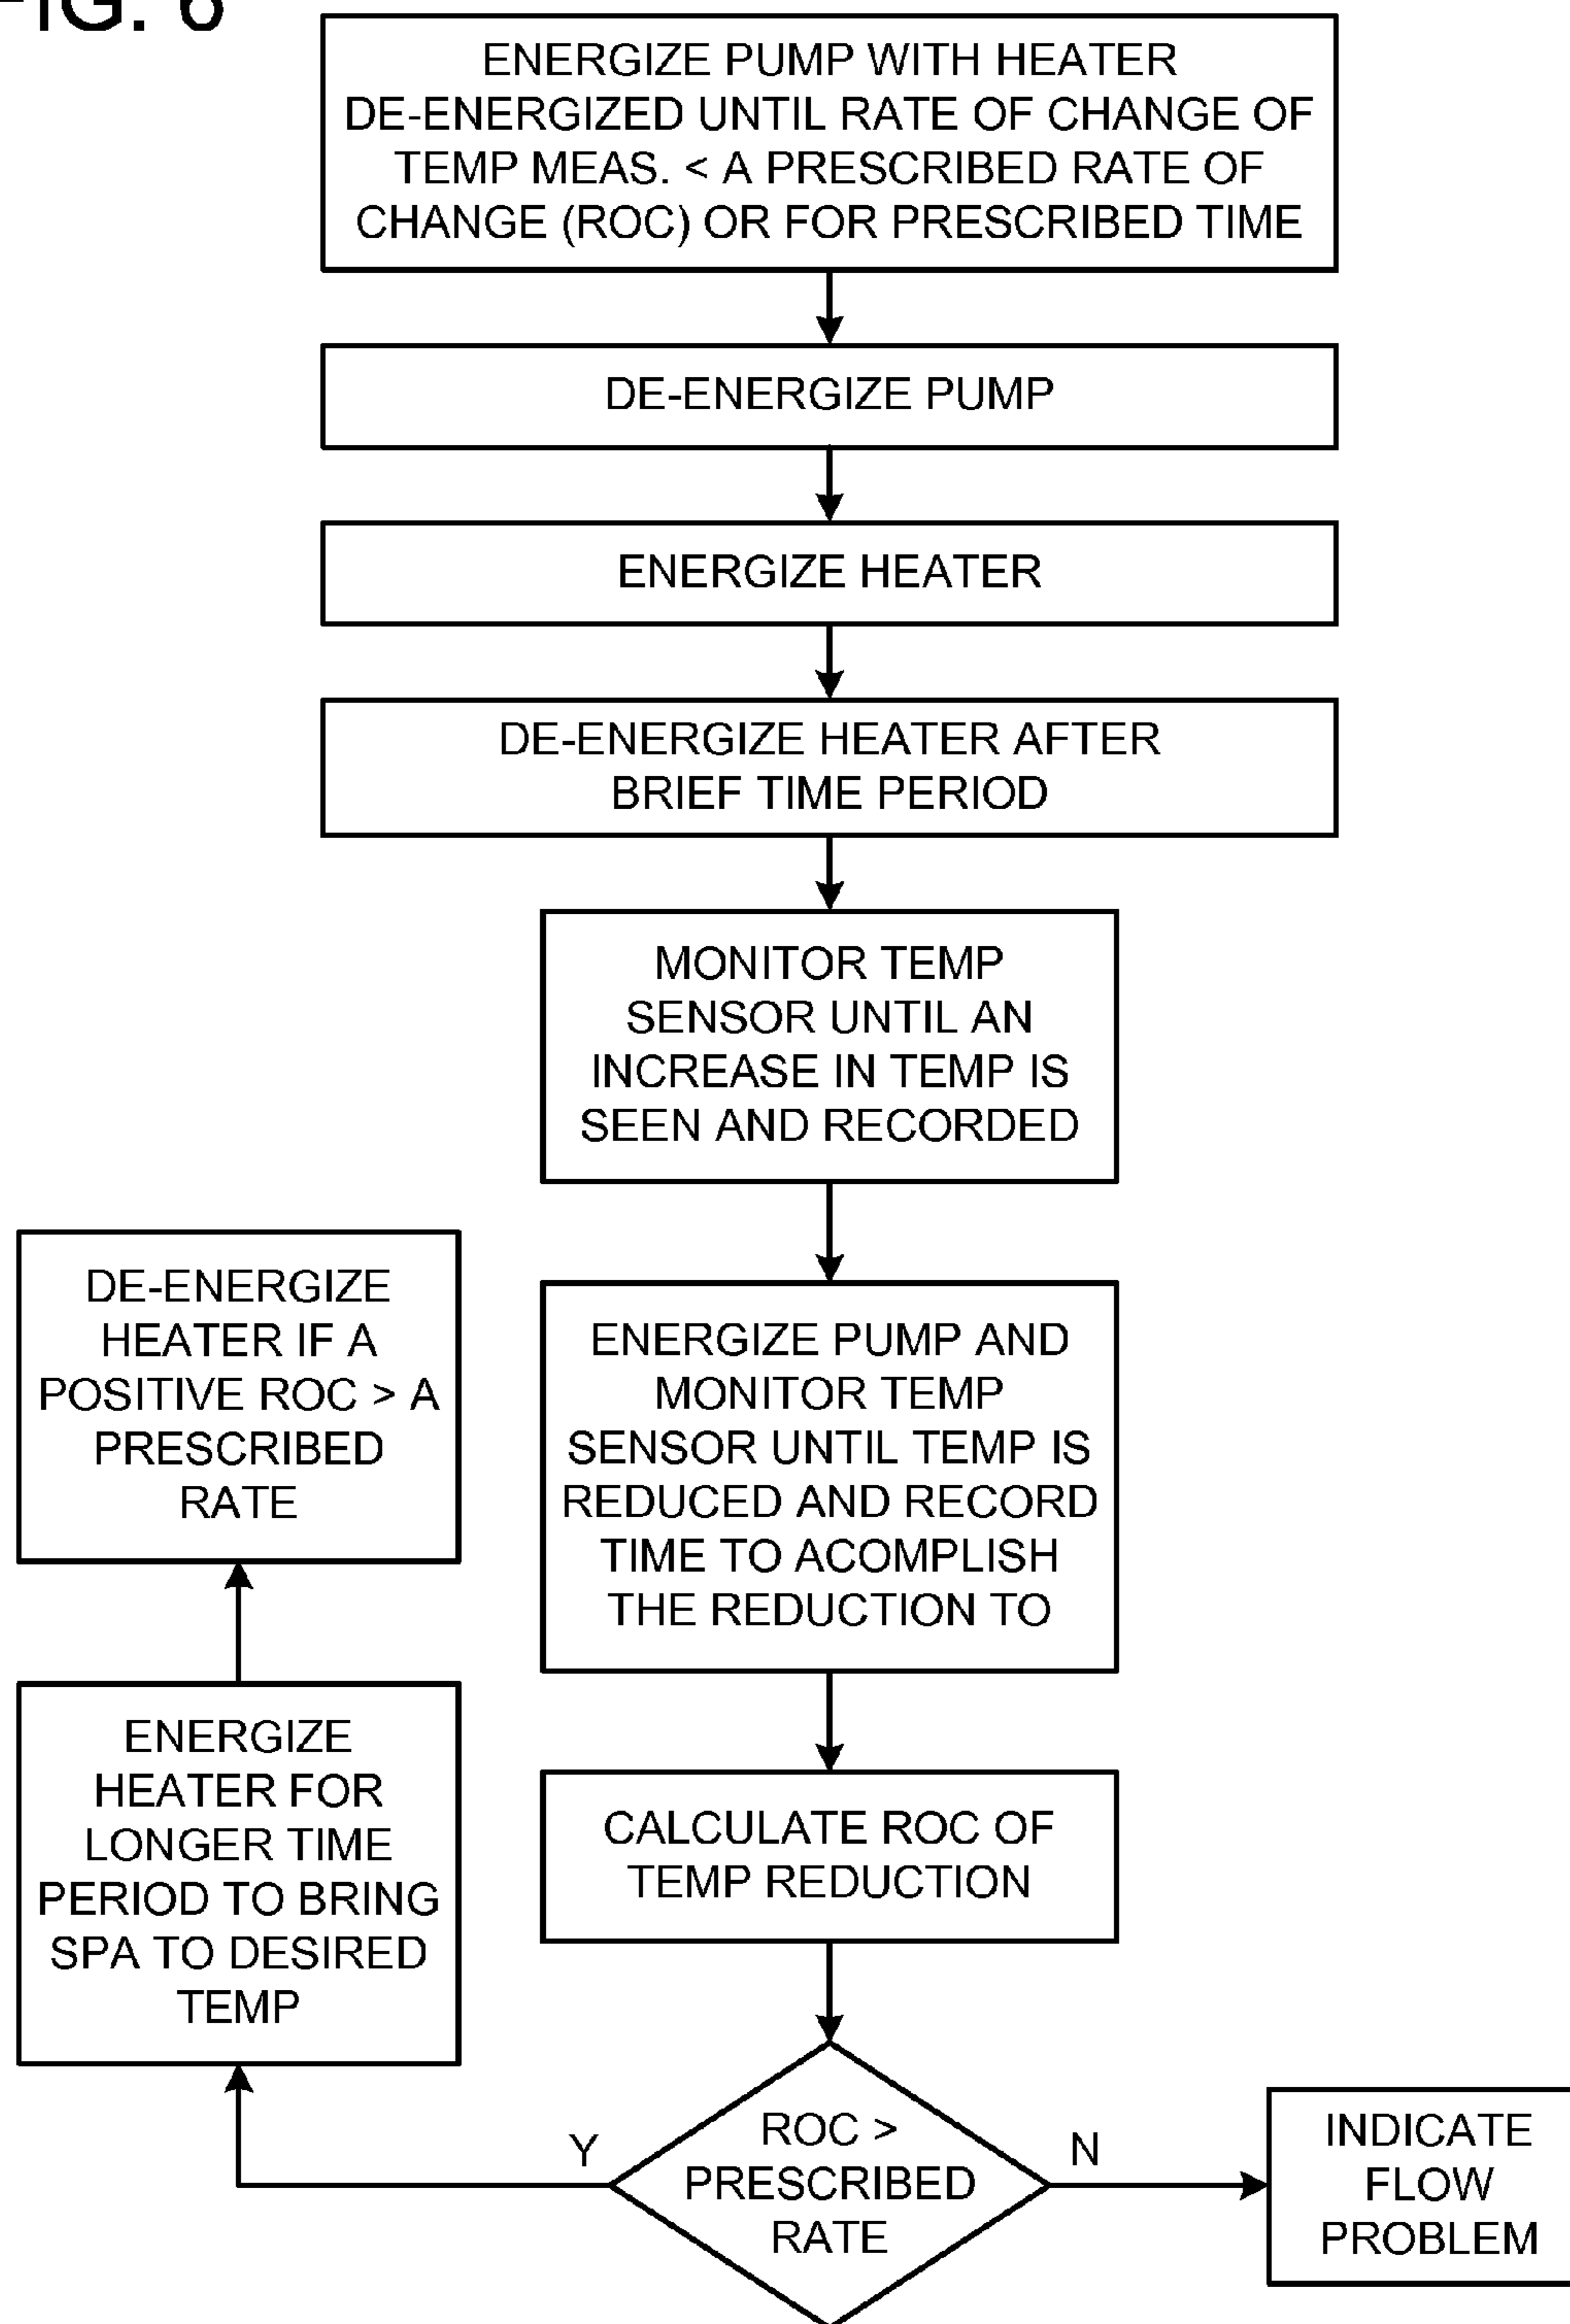 FIG. 6
ENERGIZE PUMP WITH HEATER
DE-ENERGIZED UNTIL RATE OF CHANGE OF
TEMP MEAS. < A PRESCRIBED RATE OF
CHANGE (ROC) OR FOR PRESCRIBED TIME
DE-ENERGIZE PUMP
ENERGIZE HEATER
DE-ENERGIZE HEATER AFTER
BRIEF TIME PERIOD
MONITOR TEMP
SENSOR UNTIL AN
INCREASE IN TEMP IS
SEEN AND RECORDED
ENERGIZE PUMP AND
MONITOR TEMP
SENSOR UNTIL TEMP IS
REDUCED AND RECORD
TIME TO ACOMPLISH
THE REDUCTION TO
CALCULATE ROC OF
TEMP REDUCTION
ROC >
PRESCRIBED
RATE
Y
N
ENERGIZE
HEATER FOR
LONGER TIME
PERIOD TO BRING
SPA TO DESIRED
TEMP
DE-ENERGIZE
HEATER IF A
POSITIVE ROC > A
PRESCRIBED
RATE
INDICATE
FLOW
PROBLEM